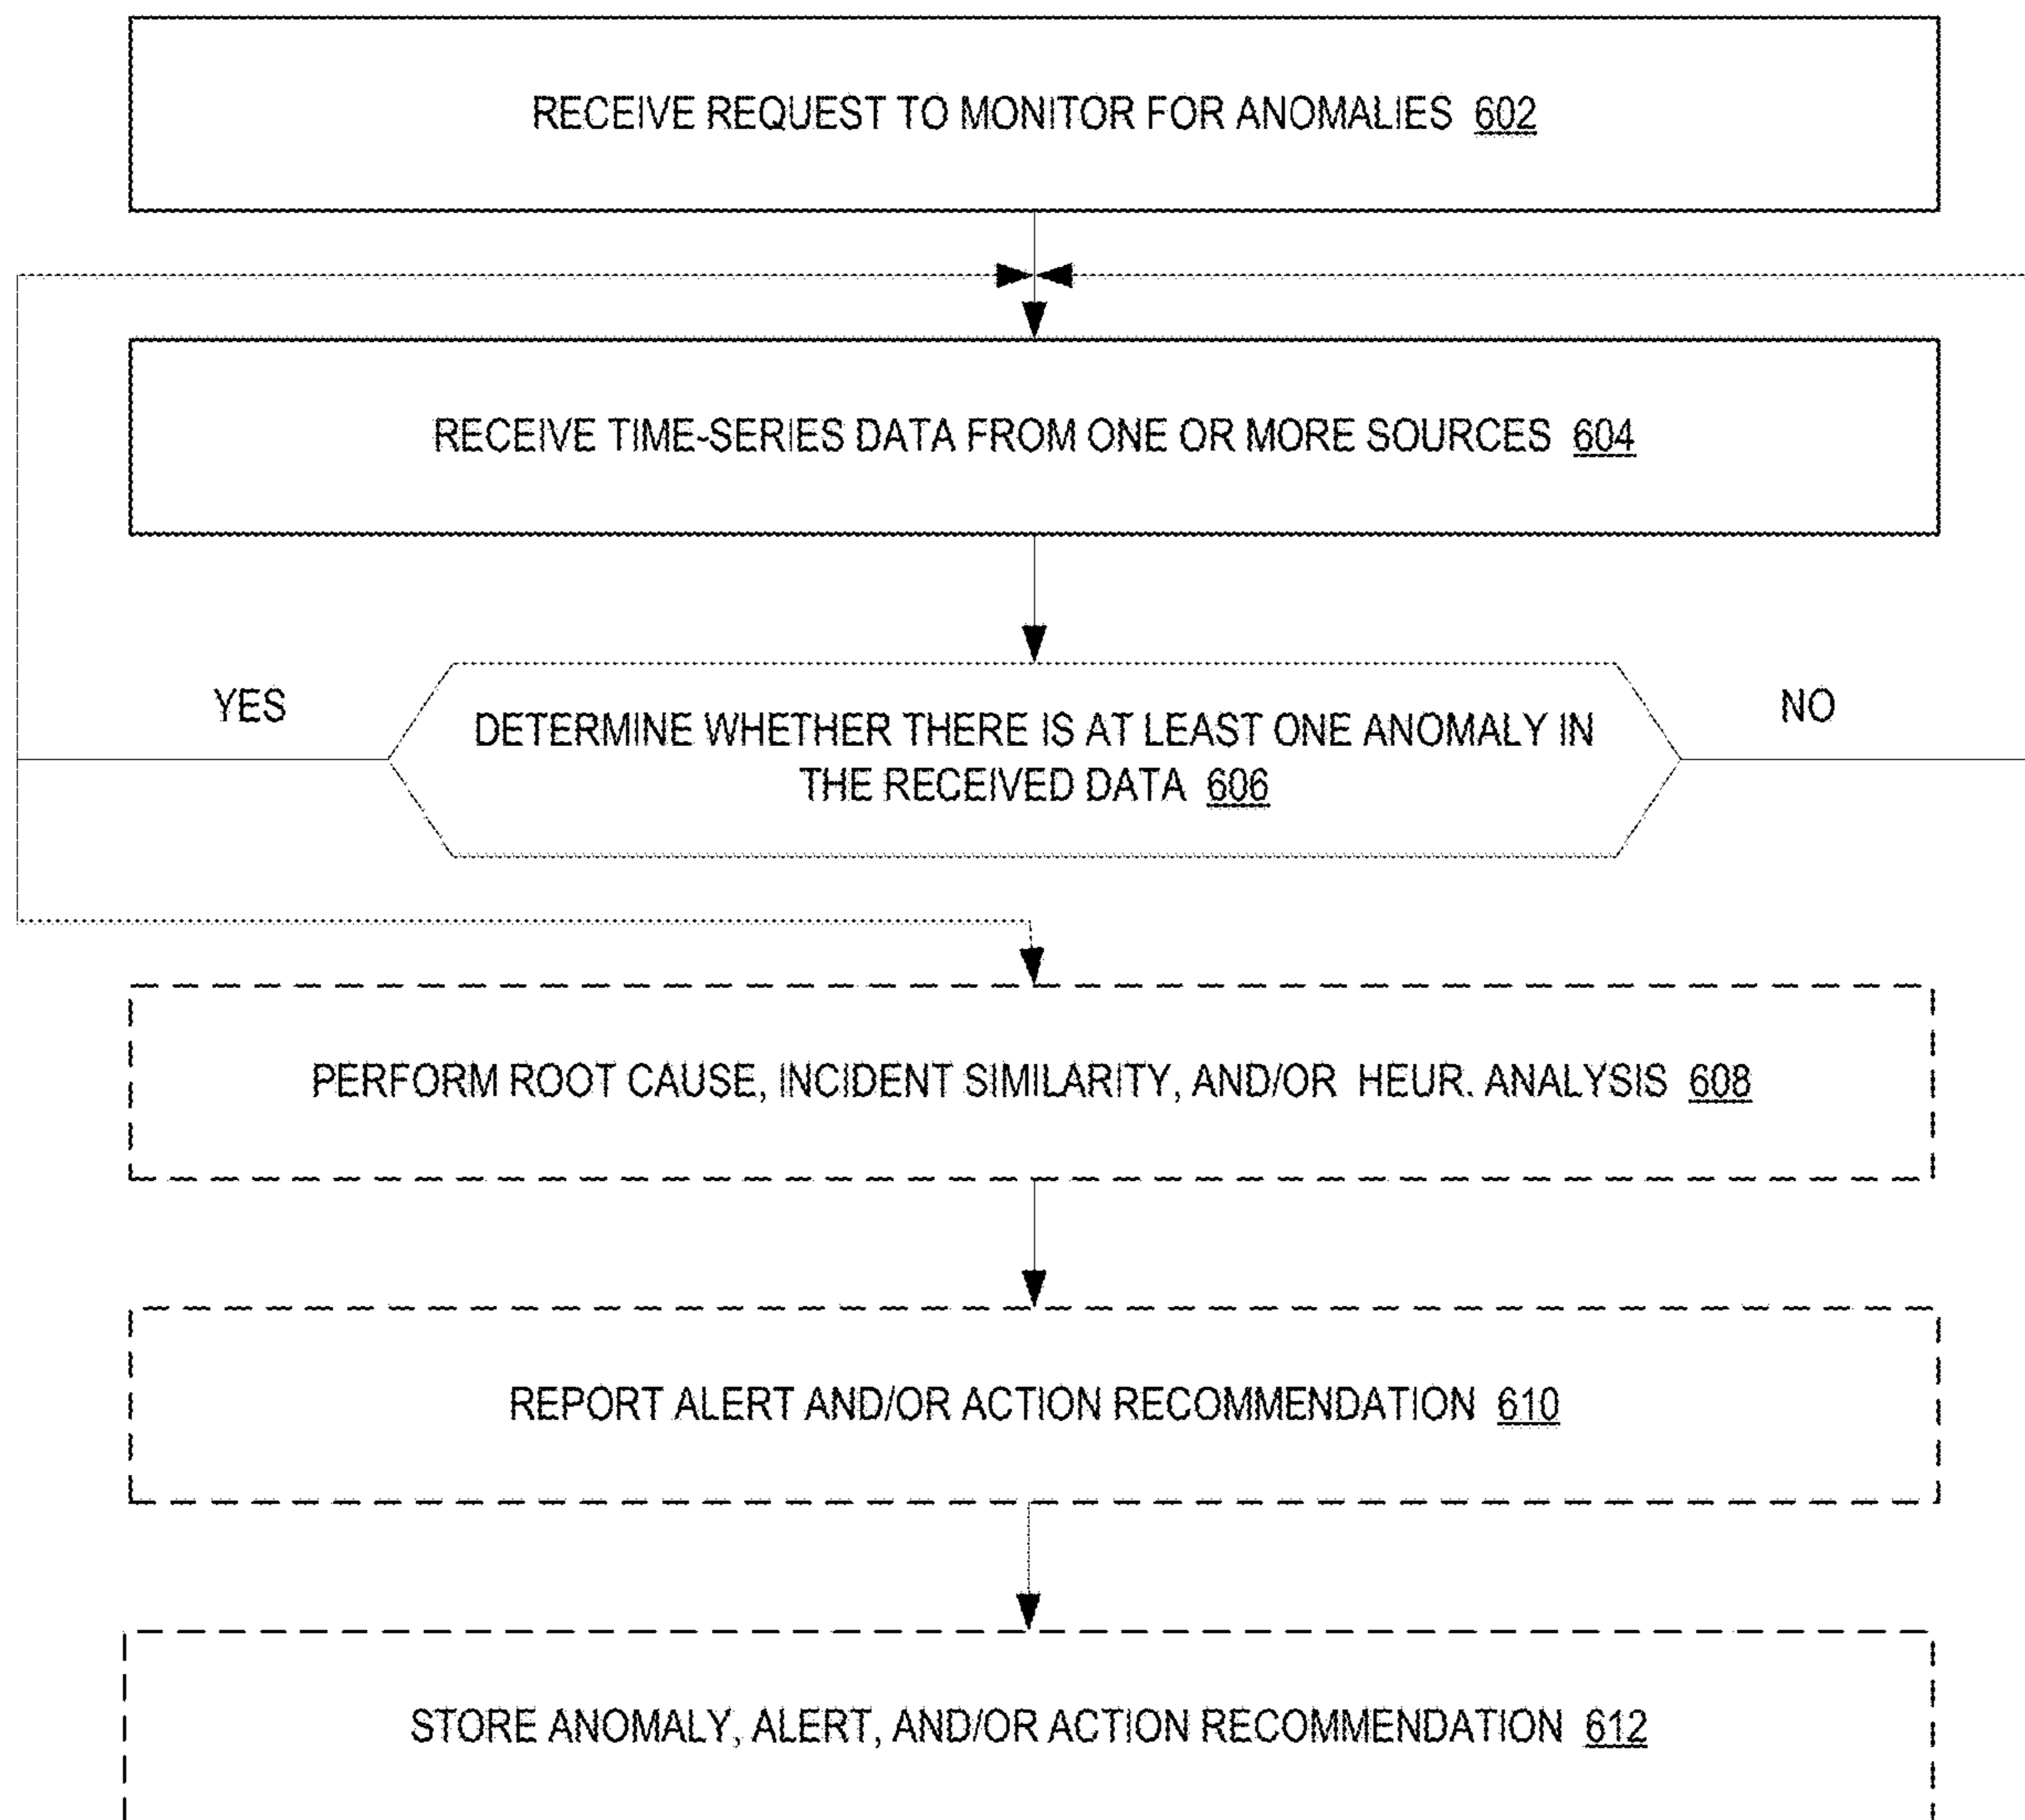 RECEIVE REQUEST TO MONITOR FOR ANOMALIES 602
RECEIVE TIME-SERIES DATA FROM ONE OR MORE SOURCES 604
YES
NO
DETERMINE WHETHER THERE IS AT LEAST ONE ANOMALY IN
THE RECEIVED DATA 606
PERFORM ROOT CAUSE, INCIDENT SIMILARITY, AND/OR HEUR. ANALYSIS 608
REPORT ALERT AND/OR ACTION RECOMMENDATION 610
STORE ANOMALY, ALERT, AND/OR ACTION RECOMMENDATION 612